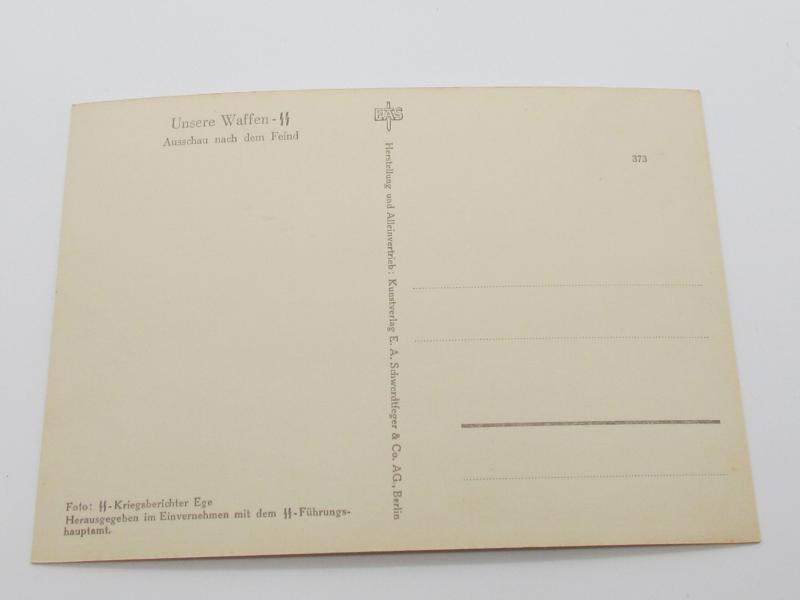 Unsere Waffen-ᛋᛋ
Ausschau nach dem Feind
EAS
Herstellung und Alleinvertrieb: Kunstverlag E. A. Schwerdtfeger & Co. AG., Berlin
373
Foto: ᛋᛋ-Kriegsberichter Ege
Herausgegeben im Einvernehmen mit dem ᛋᛋ-Führungs-
hauptamt.